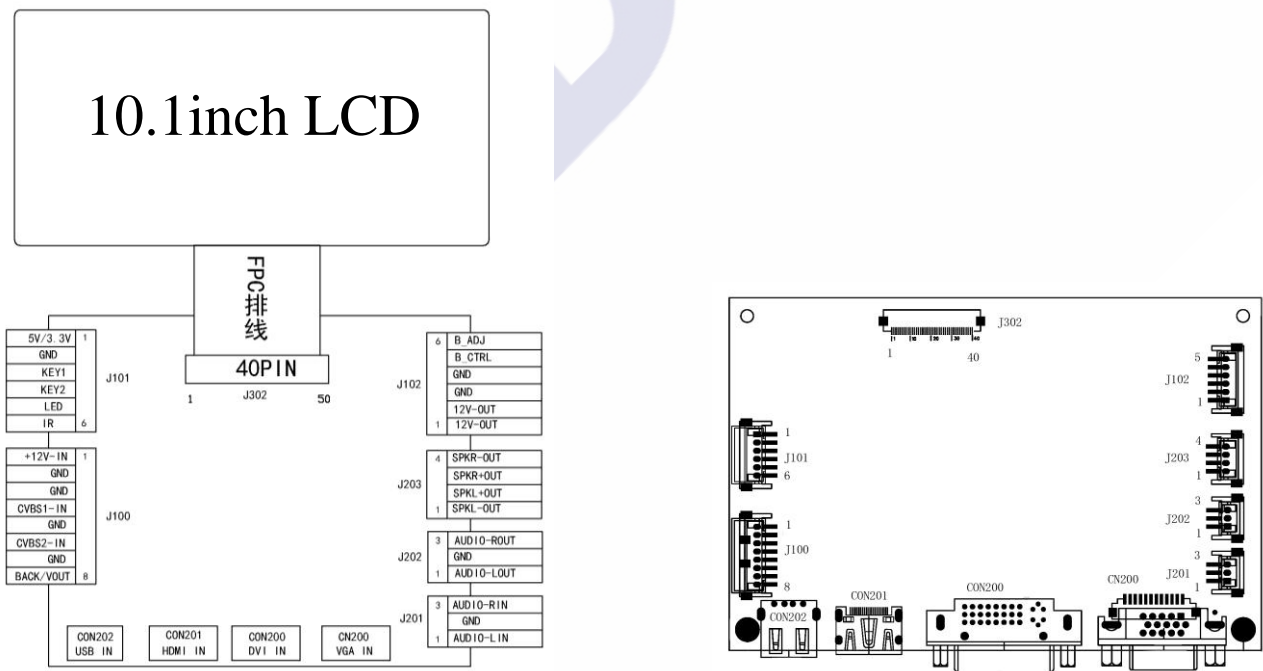 10.1inch LCD
FPC排线
40PIN
1
J302
50
5V/3.3V 1
GND
KEY1
KEY2
LED
IR 6
J101
+12V-IN 1
GND
GND
CVBS1-IN
GND
CVBS2-IN
GND
BACK/VOUT 8
J100
6 B_ADJ
B_CTRL
GND
GND
12V-OUT
1 12V-OUT
J102
4 SPKR-OUT
SPKR+OUT
SPKL+OUT
1 SPKL-OUT
J203
3 AUDIO-ROUT
GND
1 AUDIO-LOUT
J202
3 AUDIO-RIN
GND
1 AUDIO-LIN
J201
CON202
USB IN
CON201
HDMI IN
CON200
DVI IN
CN200
VGA IN
J302
1 10 20 30 40
1 40
5
J102
1
4
J203
1
3
J202
1
3
J201
1
1
J101
6
1
J100
8
CON202
CON201
CON200
CN200